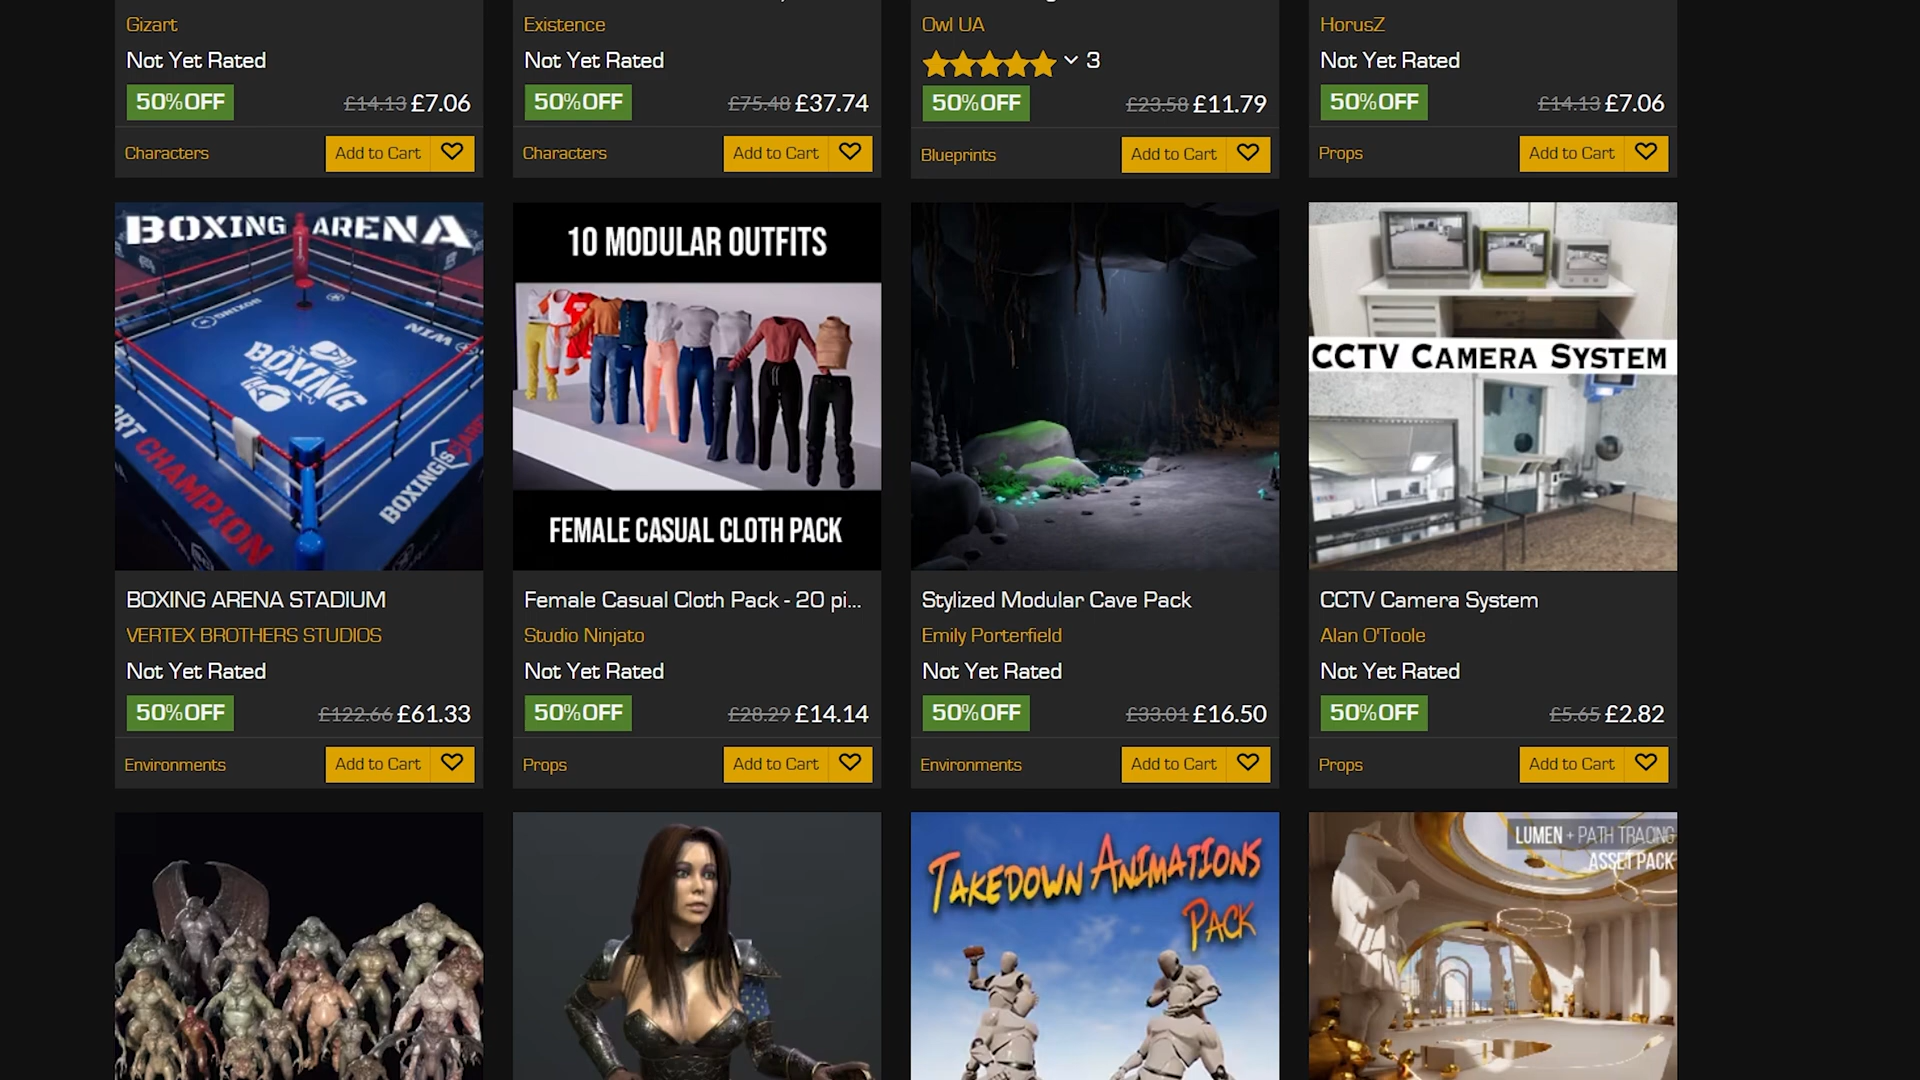 Gizart
Not Yet Rated
50%OFF £14.13 £7.06
Characters Add to Cart
Existence
Not Yet Rated
50%OFF £75.48 £37.74
Characters Add to Cart
Owl UA
3
50%OFF £23.58 £11.79
Blueprints Add to Cart
HorusZ
Not Yet Rated
50%OFF £14.13 £7.06
Props Add to Cart
BOXING ARENA
BOXING
WIN
BOXING
CHAMPION
BOXING
BOXING ARENA STADIUM
VERTEX BROTHERS STUDIOS
Not Yet Rated
50%OFF £122.66 £61.33
Environments Add to Cart
10 MODULAR OUTFITS
FEMALE CASUAL CLOTH PACK
Female Casual Cloth Pack - 20 pi...
Studio Ninjato
Not Yet Rated
50%OFF £28.29 £14.14
Props Add to Cart
Stylized Modular Cave Pack
Emily Porterfield
Not Yet Rated
50%OFF £33.01 £16.50
Environments Add to Cart
CCTV CAMERA SYSTEM
CCTV Camera System
Alan O'Toole
Not Yet Rated
50%OFF £5.65 £2.82
Props Add to Cart
TAKEDOWN ANIMATIONS
PACK
LUMEN + PATH TRACING
ASSET PACK